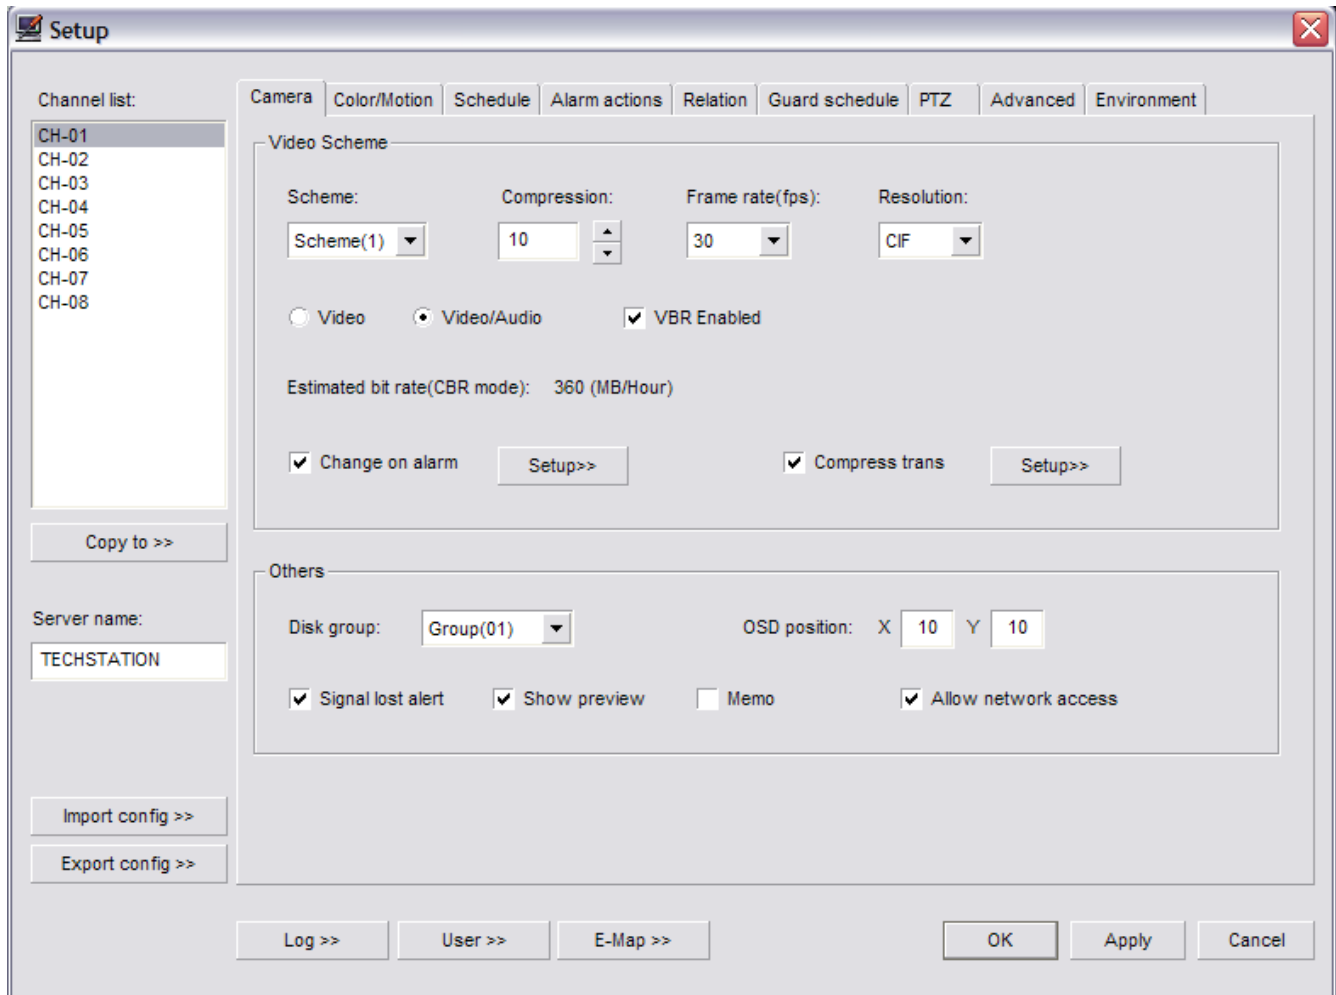 Setup
Channel list:
CH-01
CH-02
CH-03
CH-04
CH-05
CH-06
CH-07
CH-08
Copy to >>
Server name:
TECHSTATION
Import config >>
Export config >>
Camera Color/Motion Schedule Alarm actions Relation Guard schedule PTZ Advanced Environment
Video Scheme
Scheme: Compression: Frame rate(fps): Resolution:
Scheme(1) 10 30 CIF
Video Video/Audio VBR Enabled
Estimated bit rate(CBR mode): 360 (MB/Hour)
Change on alarm Setup>> Compress trans Setup>>
Others
Disk group: Group(01) OSD position: X 10 Y 10
Signal lost alert Show preview Memo Allow network access
Log >> User >> E-Map >> OK Apply Cancel